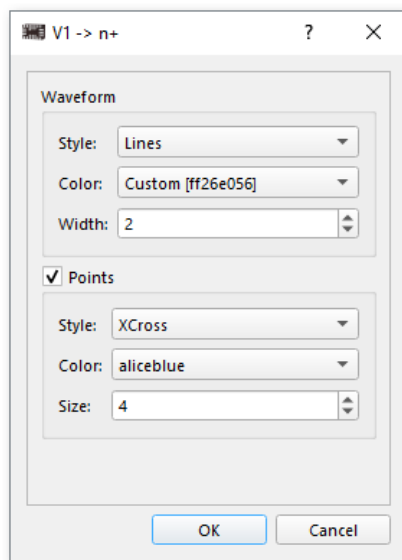 V1 -> n+ ?
Waveform
Style: Lines
Color: Custom [ff26e056]
Width: 2
Points
Style: XCross
Color: aliceblue
Size: 4
OK Cancel